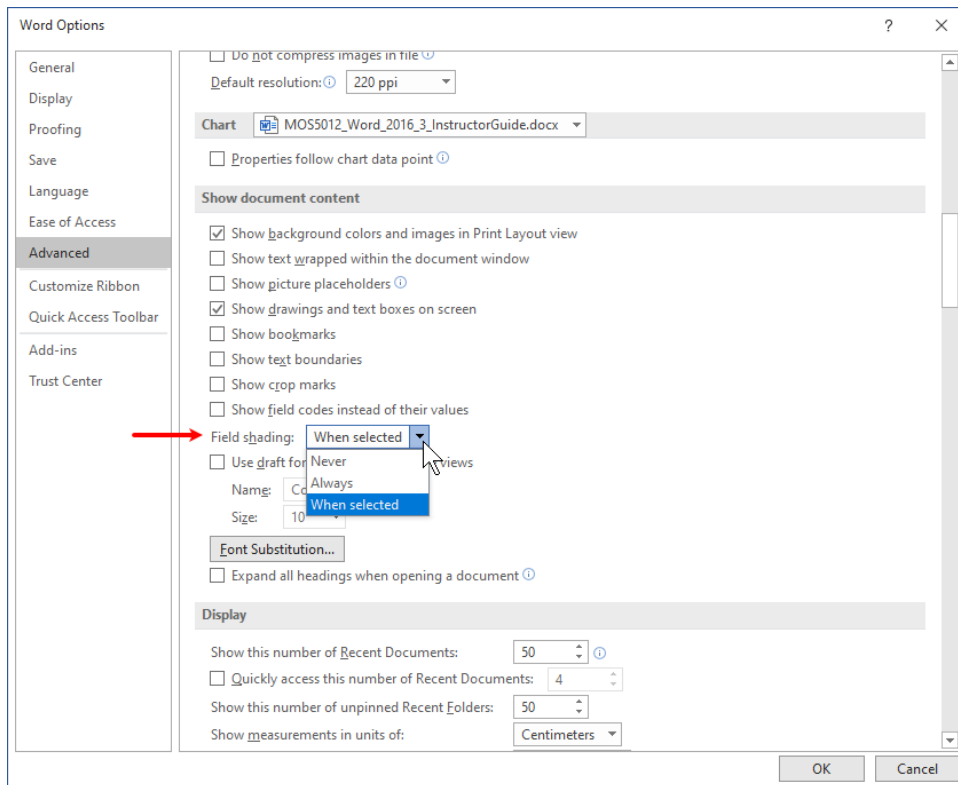 Word Options
?
General
Display
Proofing
Save
Language
Ease of Access
Advanced
Customize Ribbon
Quick Access Toolbar
Add-ins
Trust Center
Do not compress images in file
Default resolution: 220 ppi
Chart MOS5012_Word_2016_3_InstructorGuide.docx
Properties follow chart data point
Show document content
Show background colors and images in Print Layout view
Show text wrapped within the document window
Show picture placeholders
Show drawings and text boxes on screen
Show bookmarks
Show text boundaries
Show crop marks
Show field codes instead of their values
Field shading: When selected
Never
Always
When selected
Use draft for views
Name: Co
Size: 10
Font Substitution...
Expand all headings when opening a document
Display
Show this number of Recent Documents: 50
Quickly access this number of Recent Documents: 4
Show this number of unpinned Recent Folders: 50
Show measurements in units of: Centimeters
OK Cancel